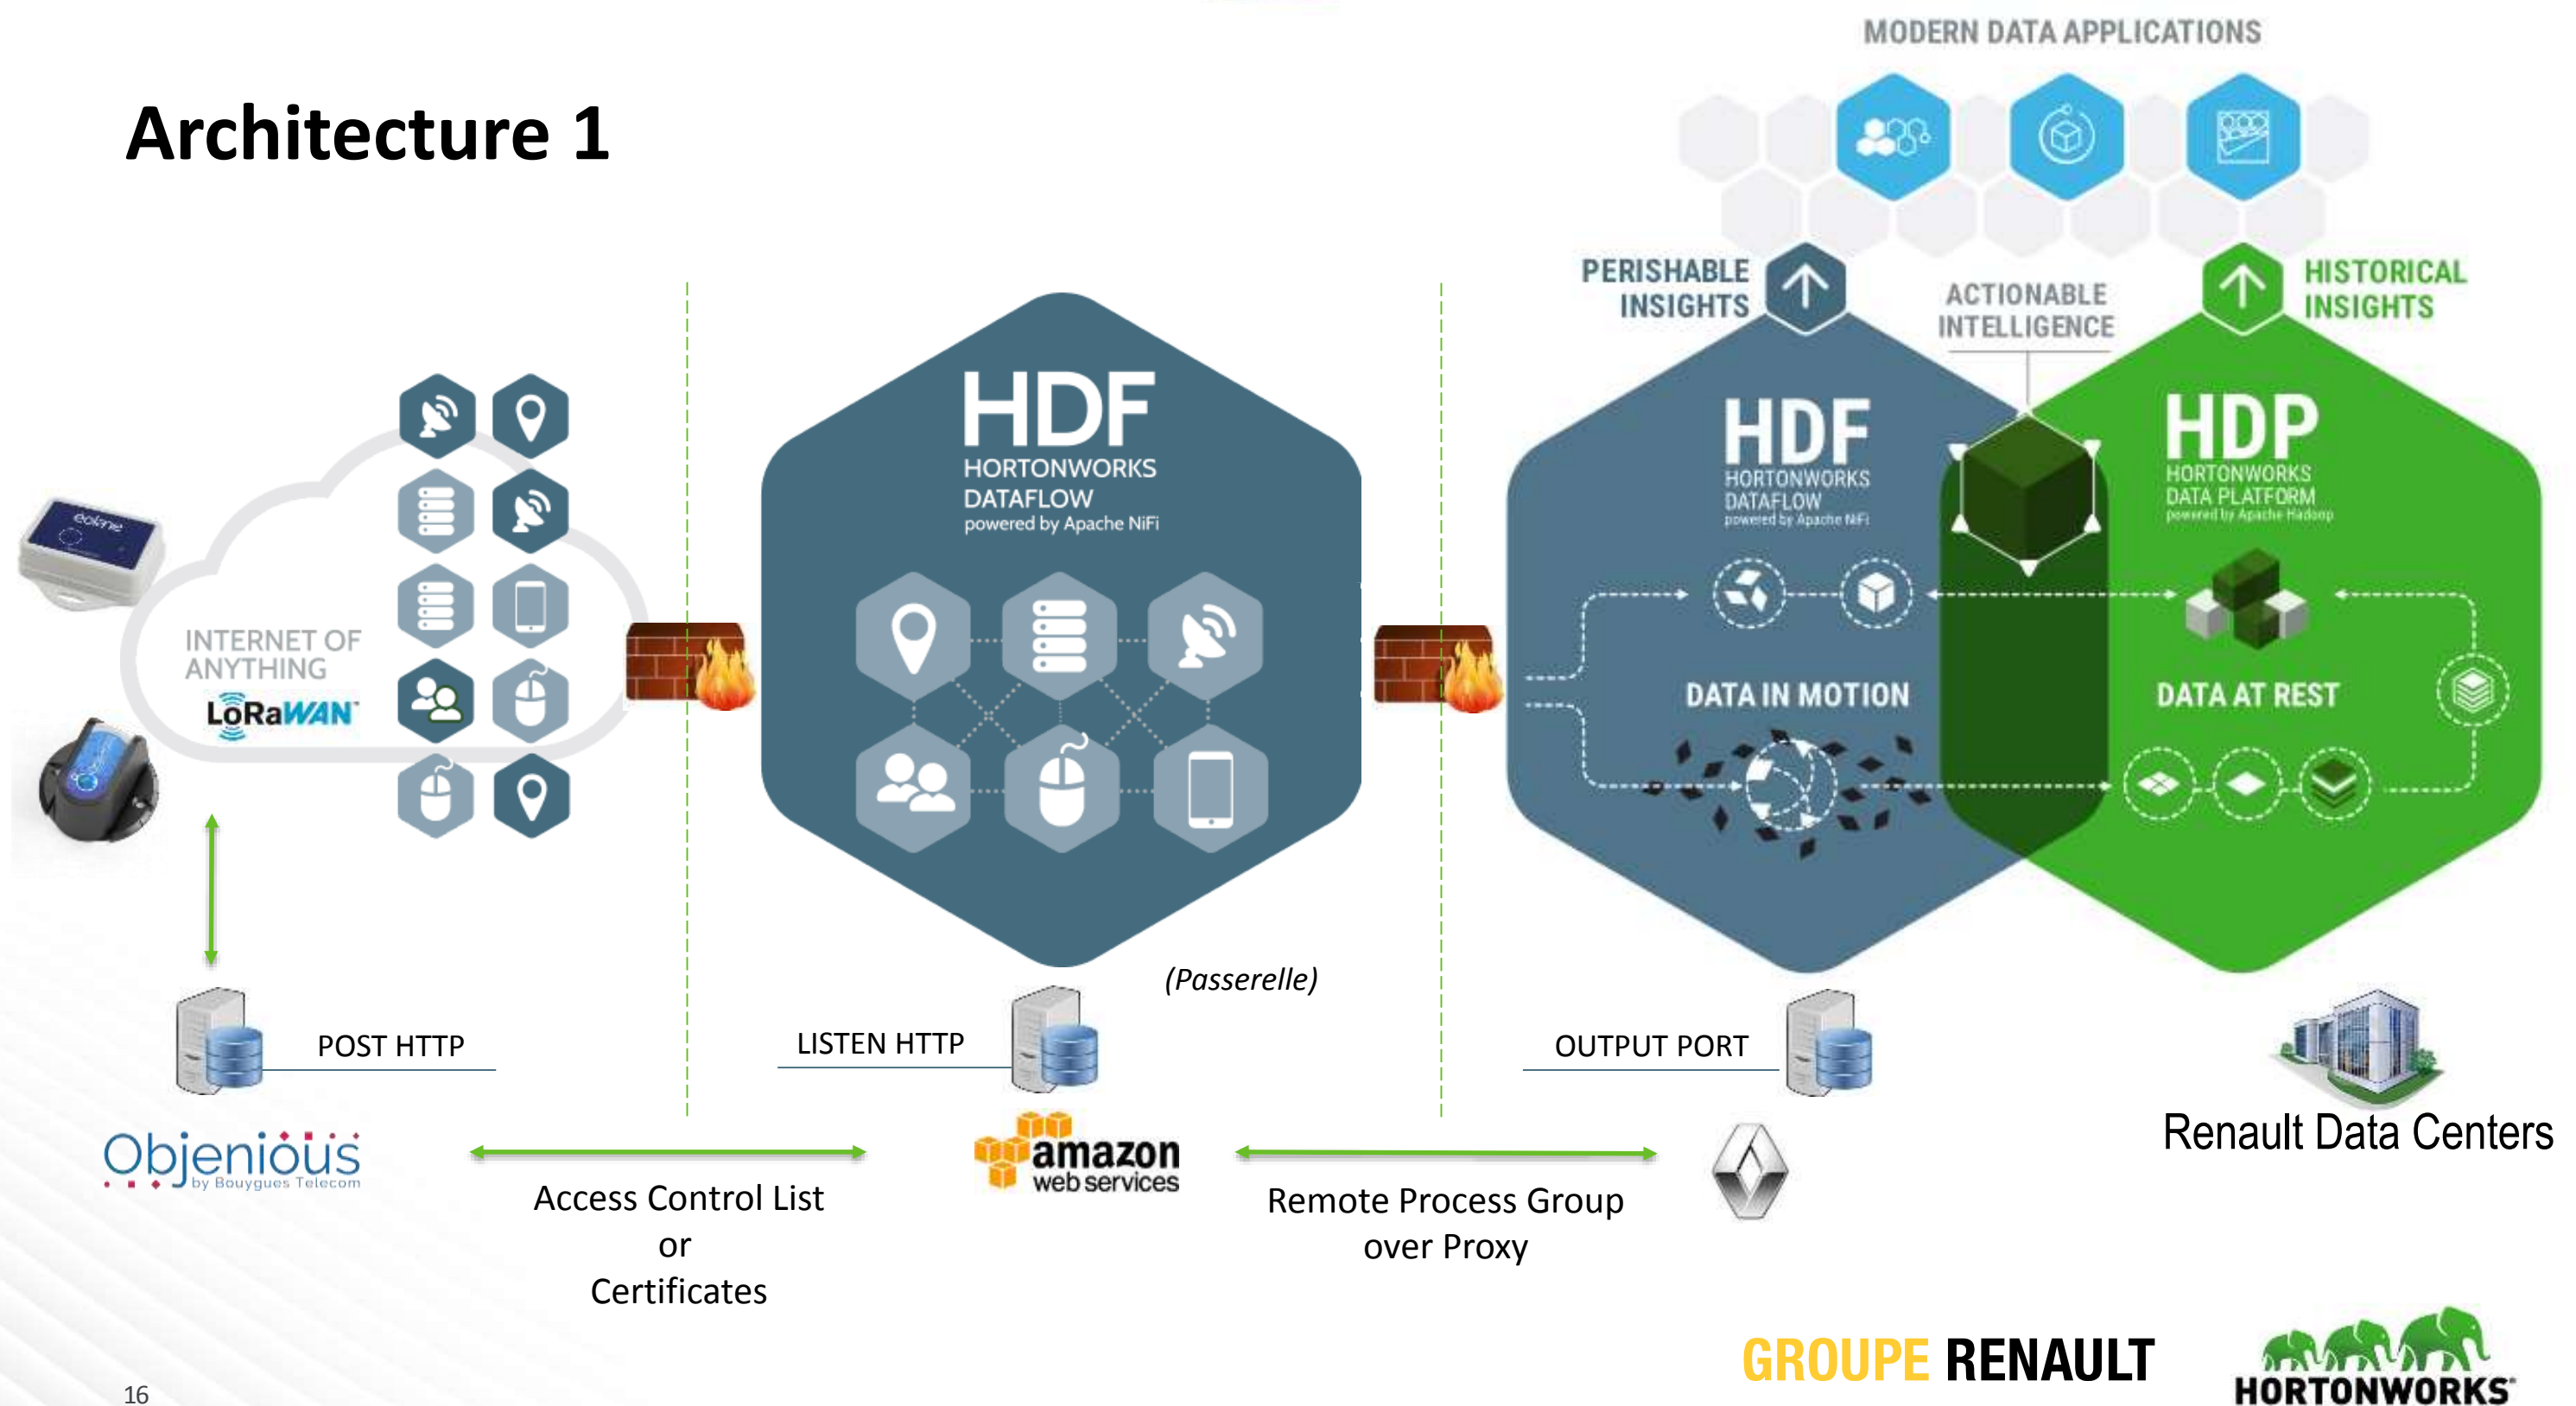 Architecture 1
MODERN DATA APPLICATIONS
PERISHABLE
INSIGHTS
ACTIONABLE
INTELLIGENCE
HISTORICAL
INSIGHTS
eolane
INTERNET OF
ANYTHING
LoRaWAN
HDF
HORTONWORKS
DATAFLOW
powered by Apache NiFi
HDF
HORTONWORKS
DATAFLOW
powered by Apache NiFi
HDP
HORTONWORKS
DATA PLATFORM
powered by Apache Hadoop
DATA IN MOTION
DATA AT REST
(Passerelle)
POST HTTP
LISTEN HTTP
OUTPUT PORT
Objenious
by Bouygues Telecom
amazon
web services
Renault Data Centers
Access Control List
or
Certificates
Remote Process Group
over Proxy
GROUPE RENAULT
HORTONWORKS
16